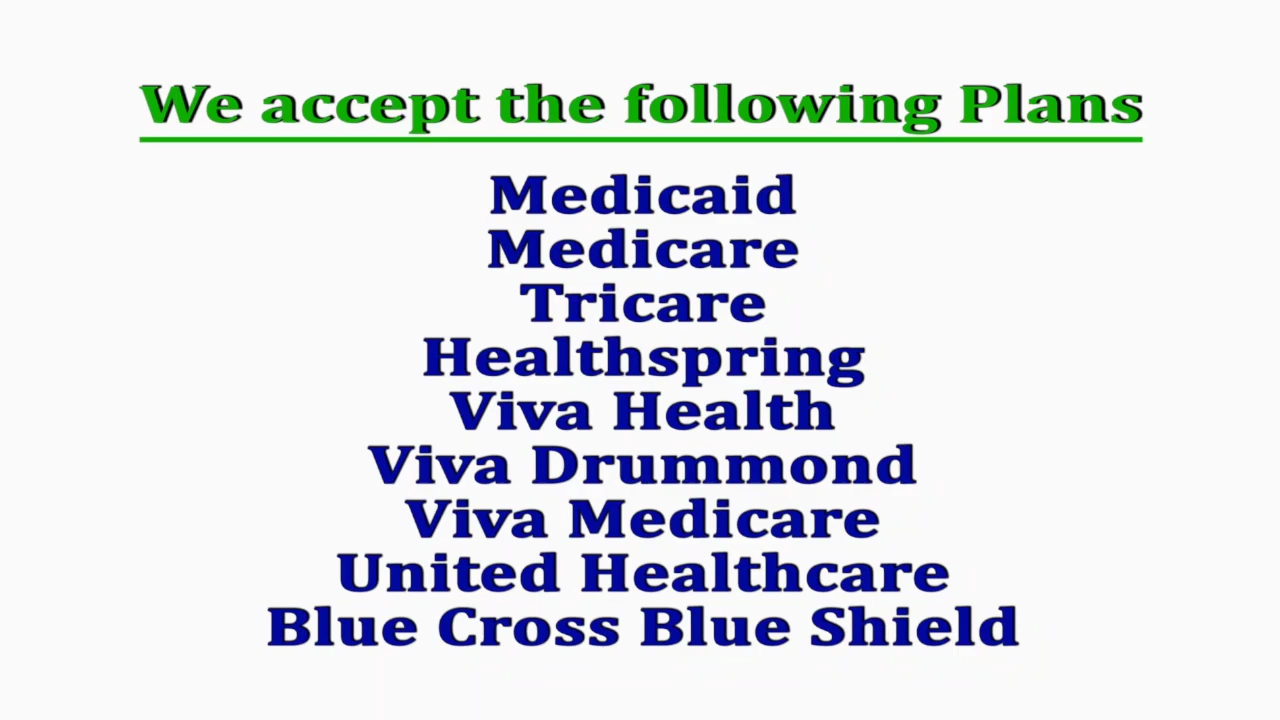 We accept the following Plans
Medicaid
Medicare
Tricare
Healthspring
Viva Health
Viva Drummond
Viva Medicare
United Healthcare
Blue Cross Blue Shield